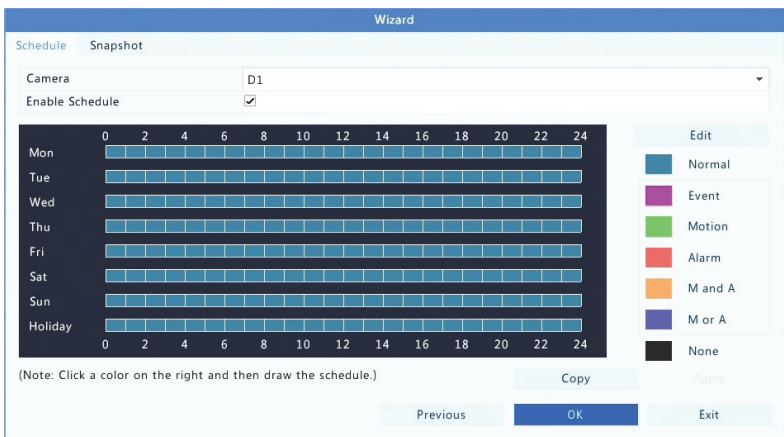 Wizard
Schedule Snapshot
Camera D1
Enable Schedule
0 2 4 6 8 10 12 14 16 18 20 22 24 Edit
Mon Normal
Tue
Wed Event
Thu Motion
Fri Alarm
Sat M and A
Sun
Holiday M or A
0 2 4 6 8 10 12 14 16 18 20 22 24 None
(Note: Click a color on the right and then draw the schedule.) Copy Apply
Previous OK Exit